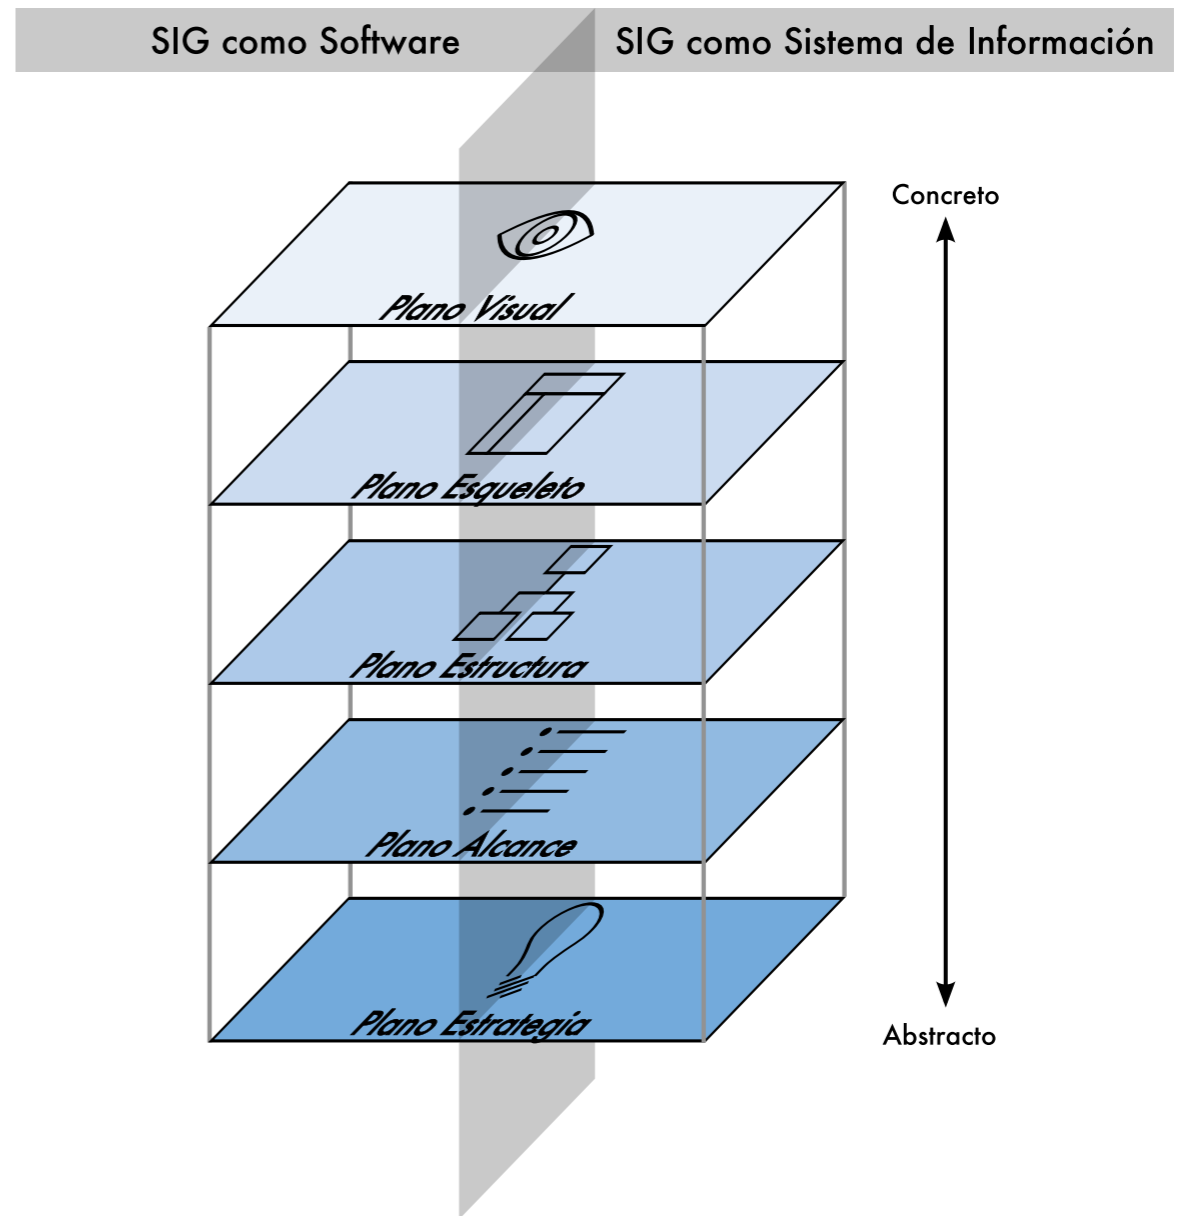 SIG como Software
SIG como Sistema de Información
Concreto
Plano Visual
Plano Esqueleto
Plano Estructura
Plano Alcance
Plano Estrategía
Abstracto